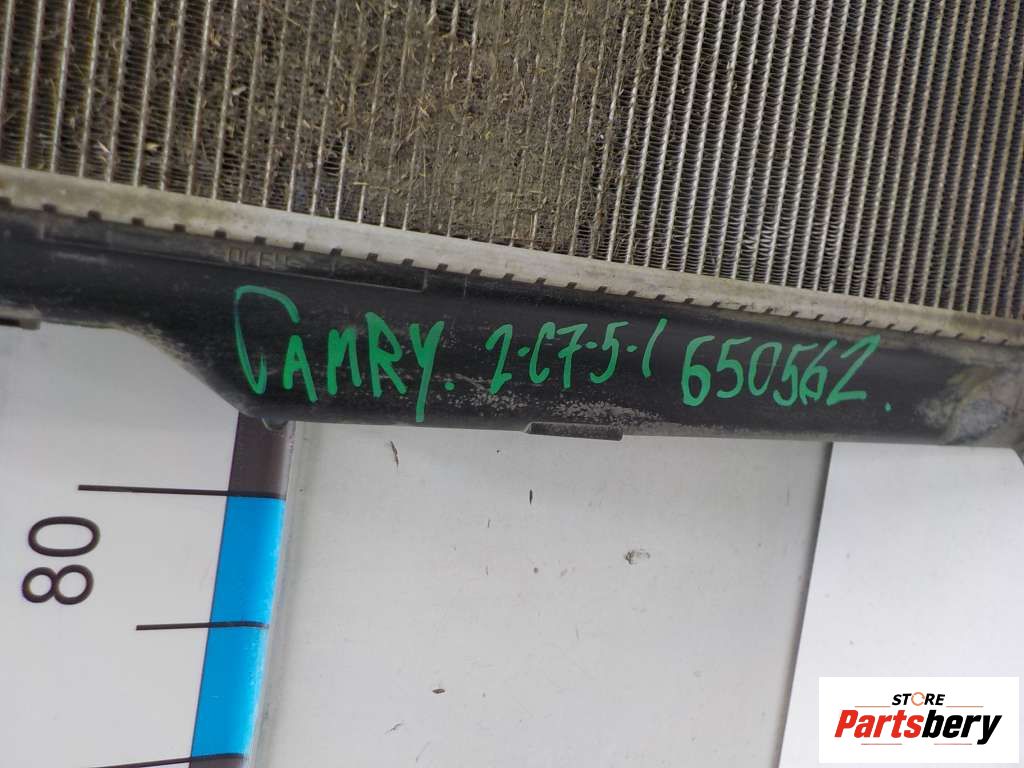 CAMRY. 2-C7-5-1 650562.
80
STORE
Partsbery